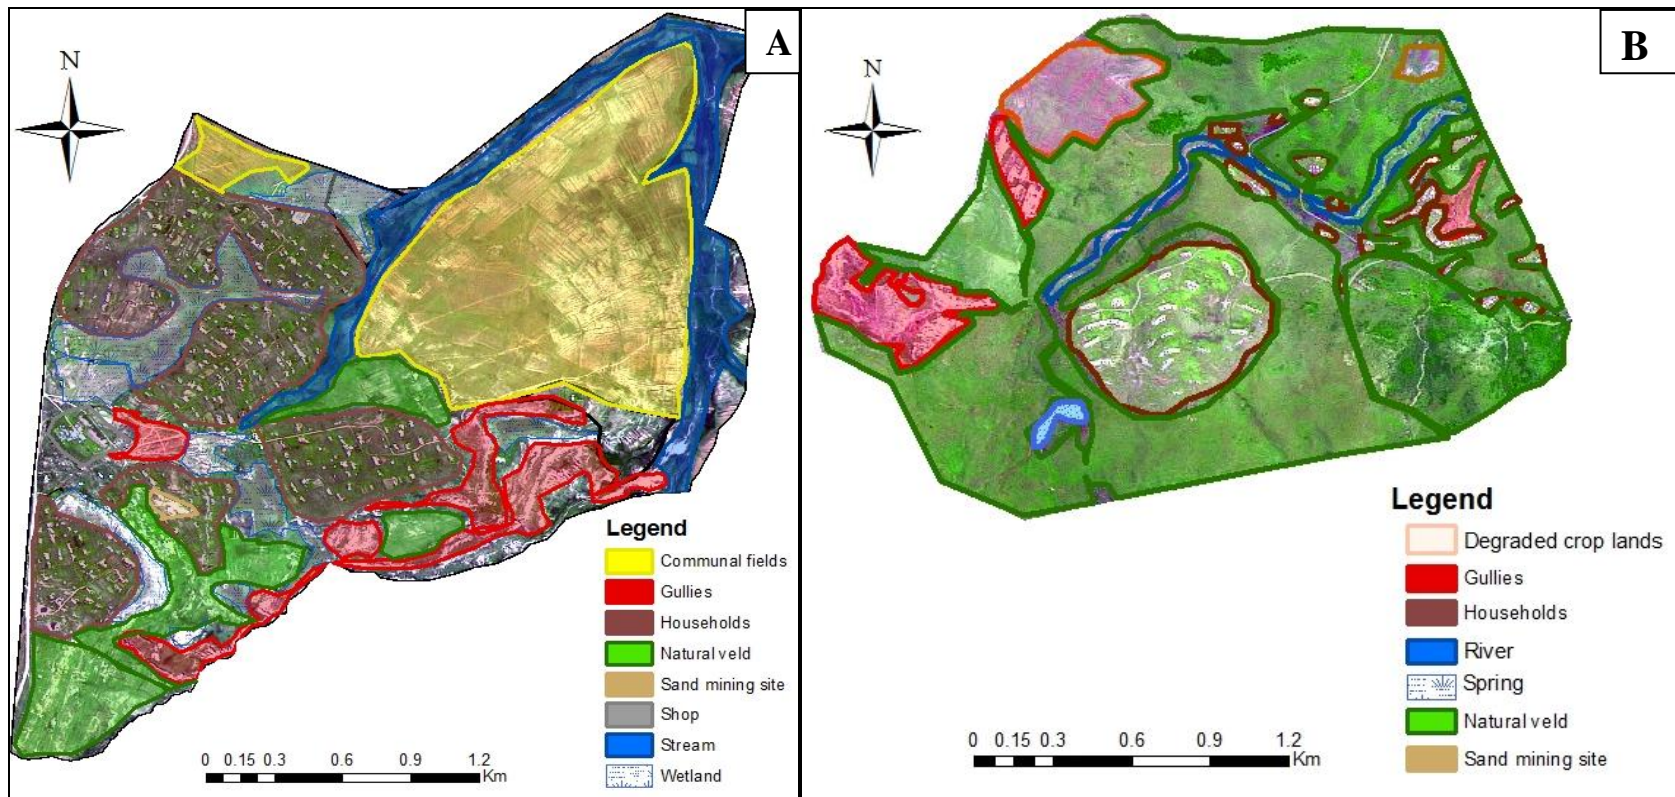 A
N
Legend
Communal fields
Gullies
Households
Natural veld
Sand mining site
Shop
Stream
Wetland
0 0.15 0.3 0.6 0.9 1.2
Km
B
N
Legend
Degraded crop lands
Gullies
Households
River
Spring
Natural veld
Sand mining site
0 0.15 0.3 0.6 0.9 1.2
Km